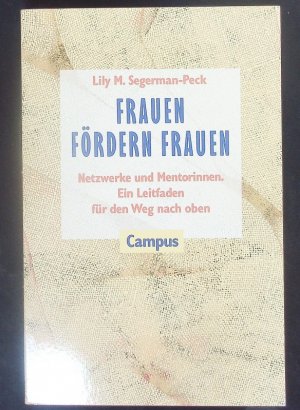 Lily M. Segerman-Peck
FRAUEN
FÖRDERN FRAUEN
Netzwerke und Mentorinnen.
Ein Leitfaden
für den Weg nach oben
Campus